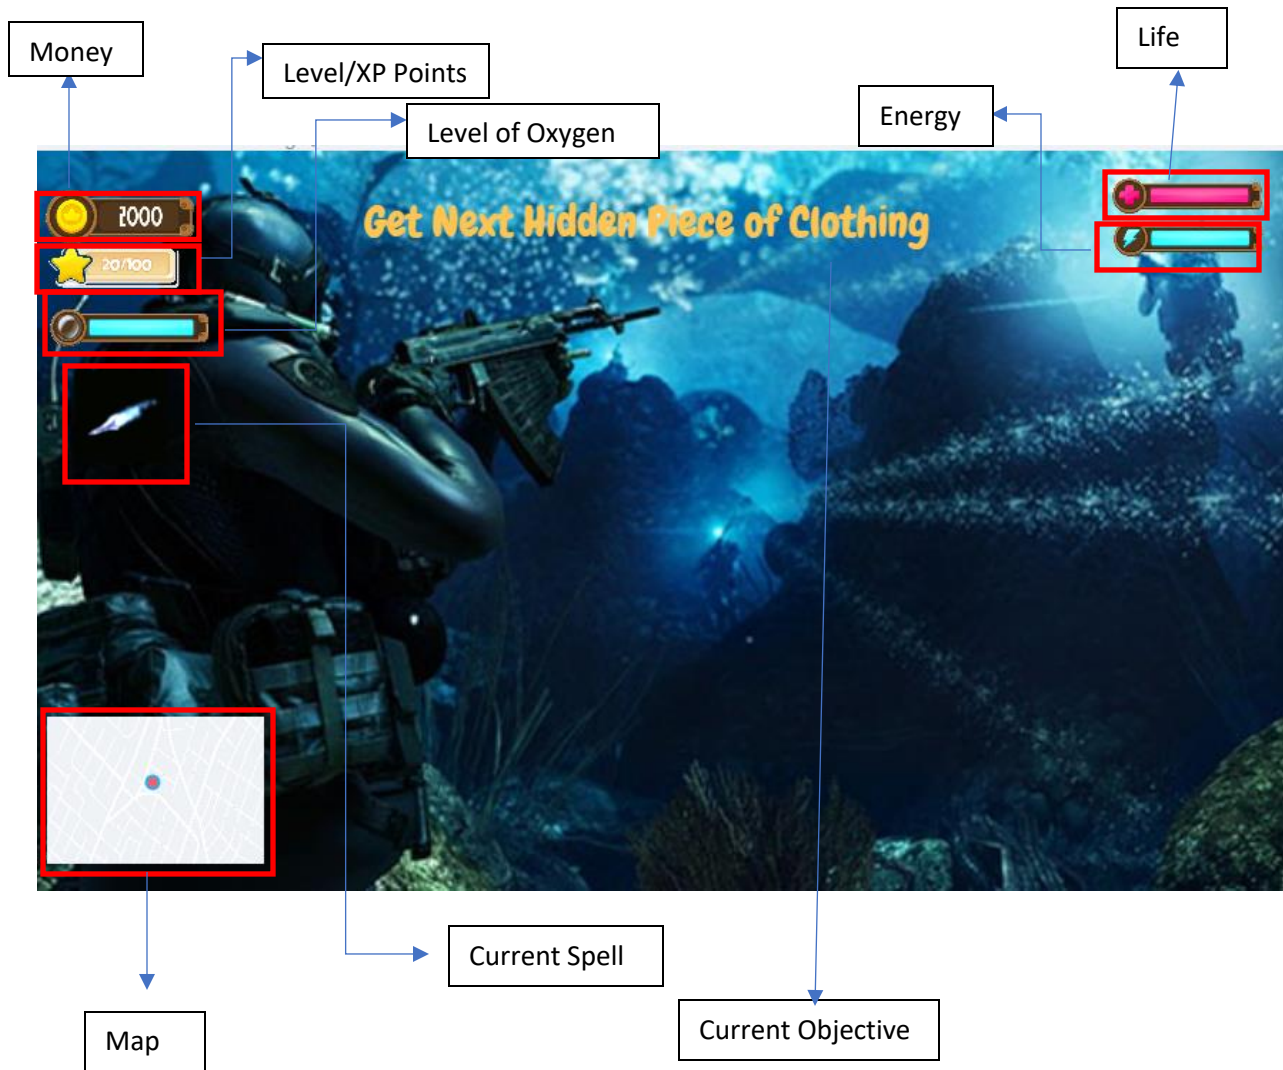 Money
Life
Level/XP Points
Energy
Level of Oxygen
2000
Get Next Hidden Piece of Clothing
20/100
Current Spell
Current Objective
Map